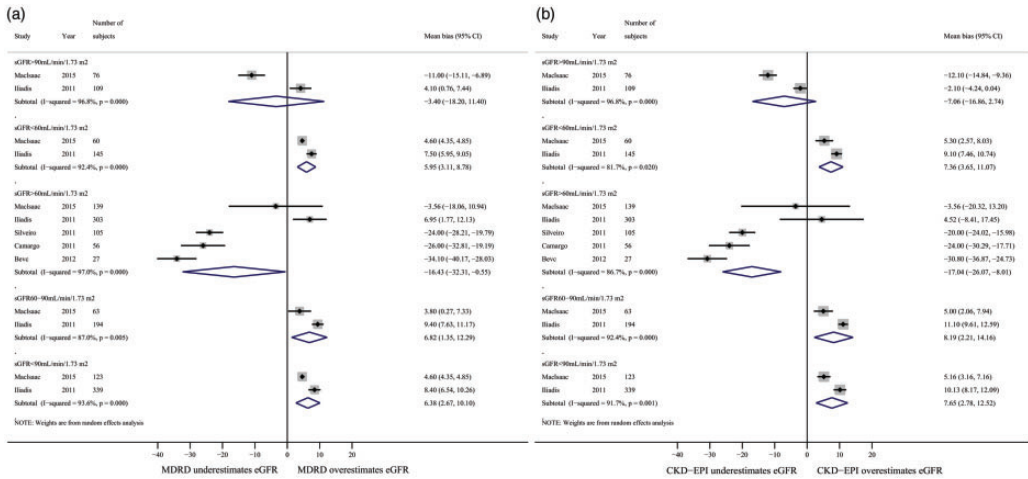 (a)
Number of
Study Year subjects Mean bias (95% CI)
sGFR>90mL/min/1.73 m2
MacIsaac 2015 76 −11.00 (−15.11, −6.89)
Iliadis 2011 109 4.10 (0.76, 7.44)
Subtotal (I−squared = 96.8%, p = 0.000) −3.40 (−18.20, 11.40)
.
sGFR<60mL/min/1.73 m2
MacIsaac 2015 60 4.60 (4.35, 4.85)
Iliadis 2011 145 7.50 (5.95, 9.05)
Subtotal (I−squared = 92.4%, p = 0.000) 5.95 (3.11, 8.78)
.
sGFR>60mL/min/1.73 m2
MacIsaac 2015 139 −3.56 (−18.06, 10.94)
Iliadis 2011 303 6.95 (1.77, 12.13)
Silveiro 2011 105 −24.00 (−28.21, −19.79)
Camargo 2011 56 −26.00 (−32.81, −19.19)
Bevc 2012 27 −34.10 (−40.17, −28.03)
Subtotal (I−squared = 97.0%, p = 0.000) −16.43 (−32.31, −0.55)
.
sGFR60−90mL/min/1.73 m2
MacIsaac 2015 63 3.80 (0.27, 7.33)
Iliadis 2011 194 9.40 (7.63, 11.17)
Subtotal (I−squared = 87.0%, p = 0.005) 6.82 (1.35, 12.29)
.
sGFR<90mL/min/1.73 m2
MacIsaac 2015 123 4.60 (4.35, 4.85)
Iliadis 2011 339 8.40 (6.54, 10.26)
Subtotal (I−squared = 93.6%, p = 0.000) 6.38 (2.67, 10.10)
.
NOTE: Weights are from random effects analysis
−40 −30 −20 −10 0 10 20
MDRD underestimates eGFR MDRD overestimates eGFR
(b)
Number of
Study Year subjects Mean bias (95% CI)
sGFR>90mL/min/1.73 m2
MacIsaac 2015 76 −12.10 (−14.84, −9.36)
Iliadis 2011 109 −2.10 (−4.24, 0.04)
Subtotal (I−squared = 96.8%, p = 0.000) −7.06 (−16.86, 2.74)
.
sGFR<60mL/min/1.73 m2
MacIsaac 2015 60 5.30 (2.57, 8.03)
Iliadis 2011 145 9.10 (7.46, 10.74)
Subtotal (I−squared = 81.7%, p = 0.020) 7.36 (3.65, 11.07)
.
sGFR>60mL/min/1.73 m2
MacIsaac 2015 139 −3.56 (−20.32, 13.20)
Iliadis 2011 303 4.52 (−8.41, 17.45)
Silveiro 2011 105 −20.00 (−24.02, −15.98)
Camargo 2011 56 −24.00 (−30.29, −17.71)
Bevc 2012 27 −30.80 (−36.87, −24.73)
Subtotal (I−squared = 86.7%, p = 0.000) −17.04 (−26.07, −8.01)
.
sGFR60−90mL/min/1.73 m2
MacIsaac 2015 63 5.00 (2.06, 7.94)
Iliadis 2011 194 11.10 (9.61, 12.59)
Subtotal (I−squared = 92.4%, p = 0.000) 8.19 (2.21, 14.16)
.
sGFR<90mL/min/1.73 m2
MacIsaac 2015 123 5.16 (3.16, 7.16)
Iliadis 2011 339 10.13 (8.17, 12.09)
Subtotal (I−squared = 91.7%, p = 0.001) 7.65 (2.78, 12.52)
.
NOTE: Weights are from random effects analysis
−40 −30 −20 −10 0 10 20
CKD−EPI underestimates eGFR CKD−EPI overestimates eGFR